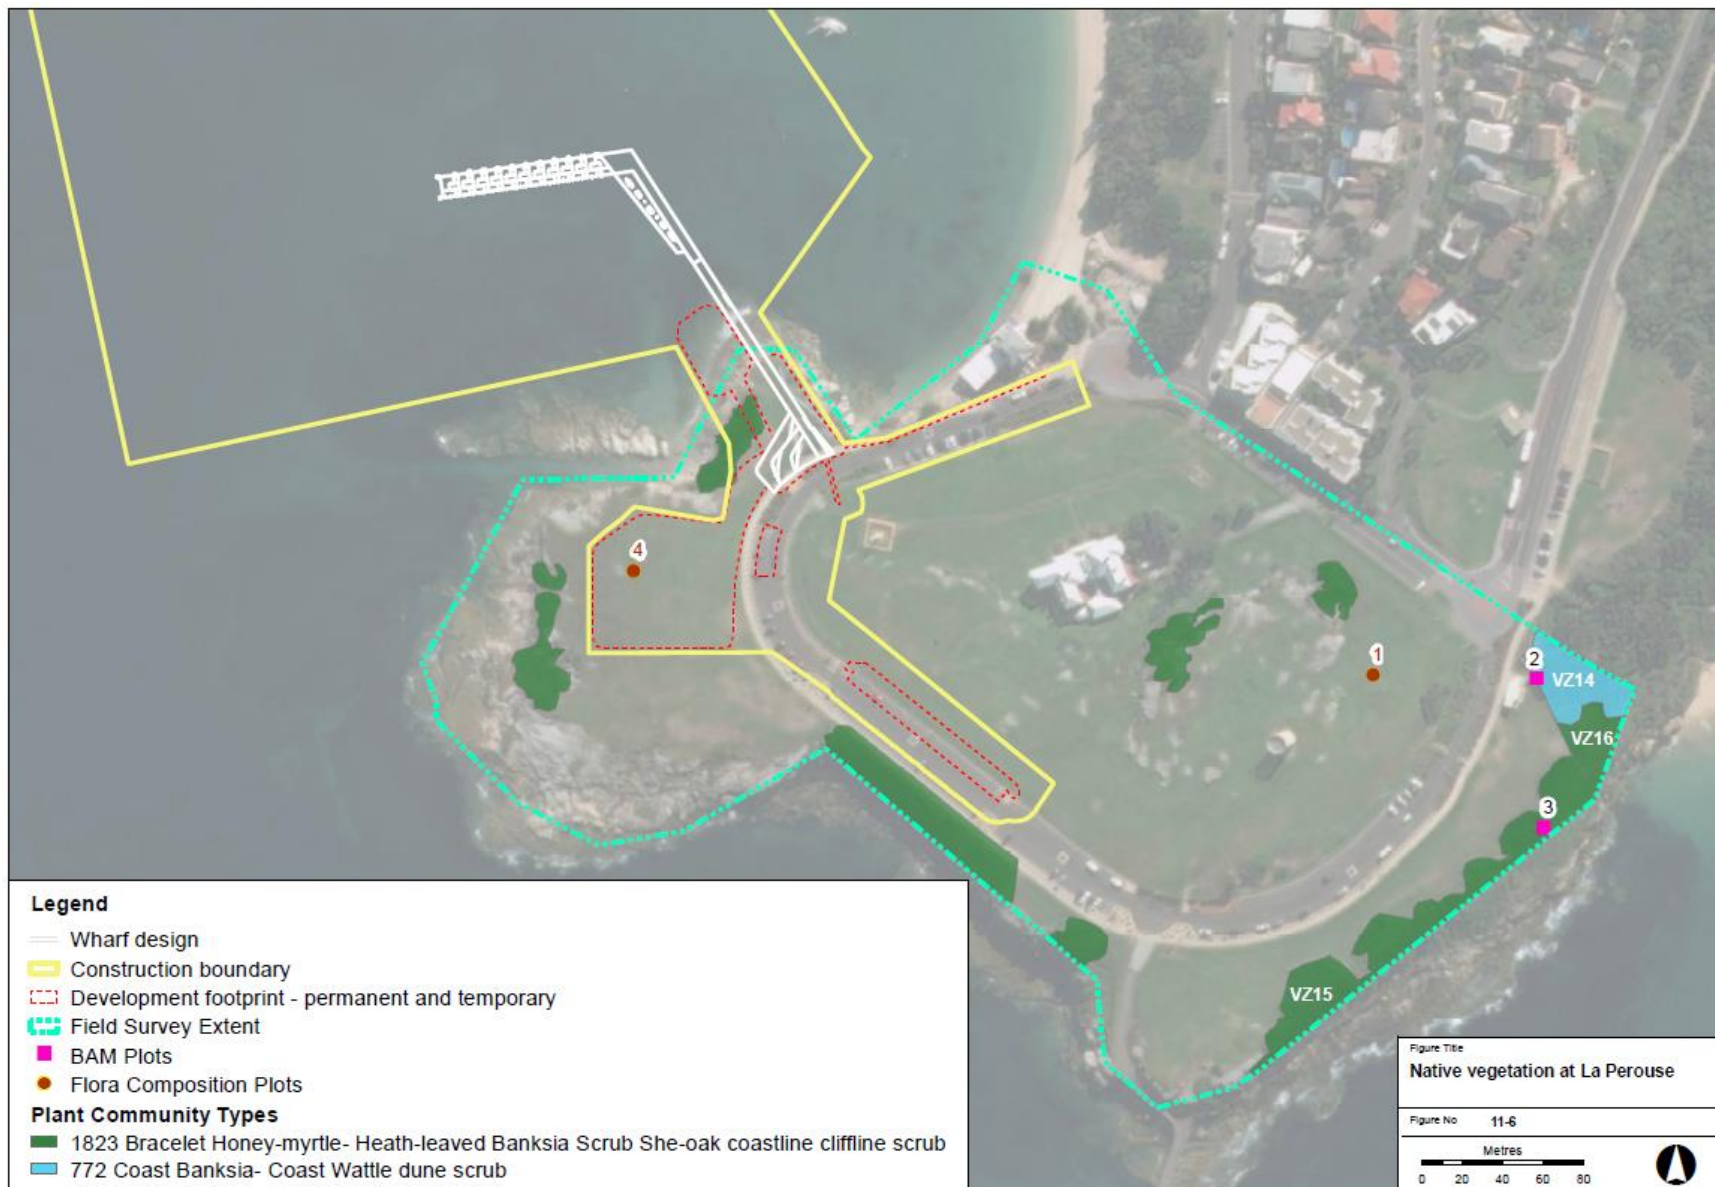 4
1
2
VZ14
VZ16
3
VZ15
Legend
Wharf design
Construction boundary
Development footprint - permanent and temporary
Field Survey Extent
BAM Plots
Flora Composition Plots
Plant Community Types
1823 Bracelet Honey-myrtle- Heath-leaved Banksia Scrub She-oak coastline cliffline scrub
772 Coast Banksia- Coast Wattle dune scrub
Figure Title
Native vegetation at La Perouse
Figure No 11-6
Metres
0 20 40 60 80